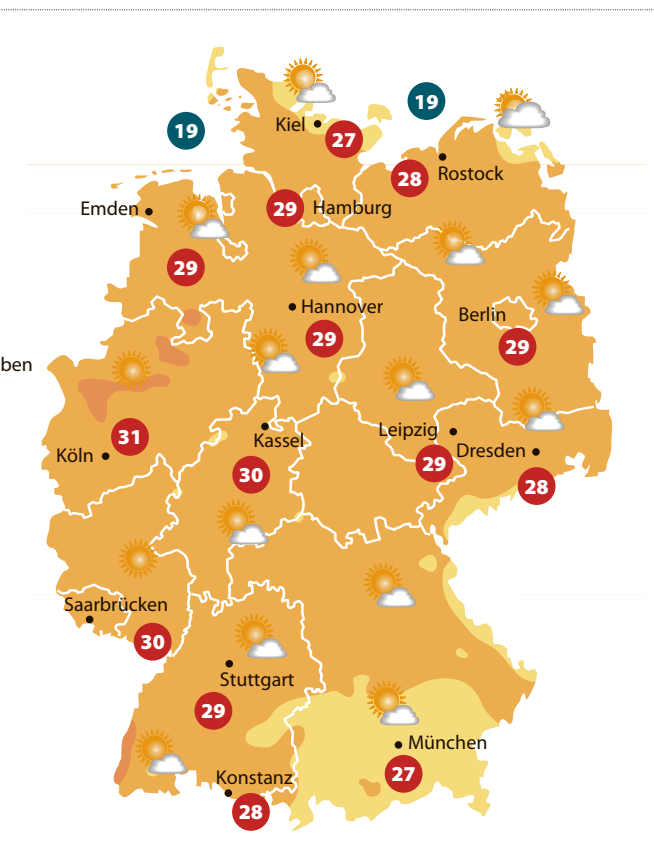 19
19
Kiel
27
28
Rostock
Emden
29
Hamburg
29
Hannover
Berlin
29
29
ben
31
Köln
Kassel
30
Leipzig
29
Dresden
28
Saarbrücken
30
Stuttgart
29
München
27
Konstanz
28